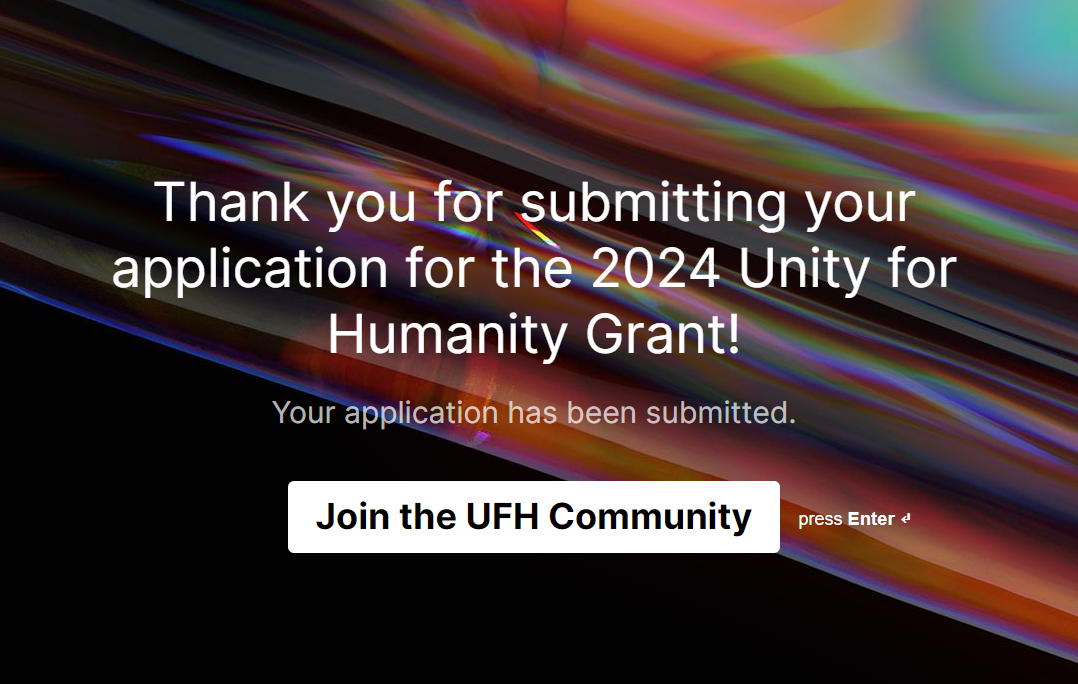 Thank you for submitting your
application for the 2024 Unity for
Humanity Grant!
Your application has been submitted.
Join the UFH Community
press Enter ↵